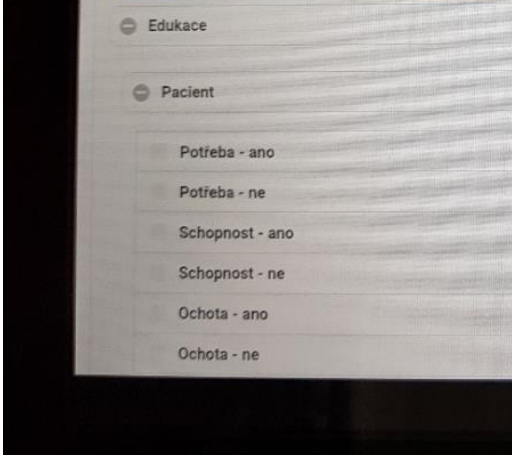 Edukace
Pacient
Potřeba - ano
Potřeba - ne
Schopnost - ano
Schopnost - ne
Ochota - ano
Ochota - ne